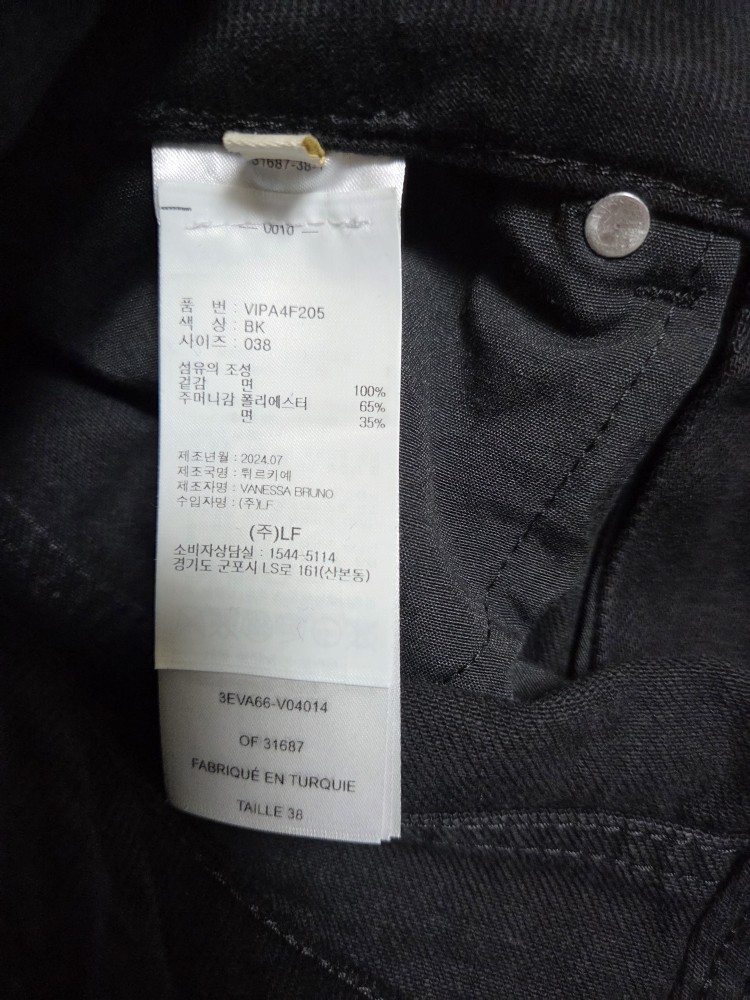 31687-38-
0010
품 번 : VIPA4F205
색 상 : BK
사이즈 : 038
섬유의 조성
겉감 면 100%
주머니감 폴리에스터 65%
면 35%
제조년월 : 2024.07
제조국명 : 튀르키예
제조자명 : VANESSA BRUNO
수입자명 : (주)LF
(주)LF
소비자상담실 : 1544-5114
경기도 군포시 LS로 161(산본동)
3EVA66-V04014
OF 31687
FABRIQUÉ EN TURQUIE
TAILLE 38